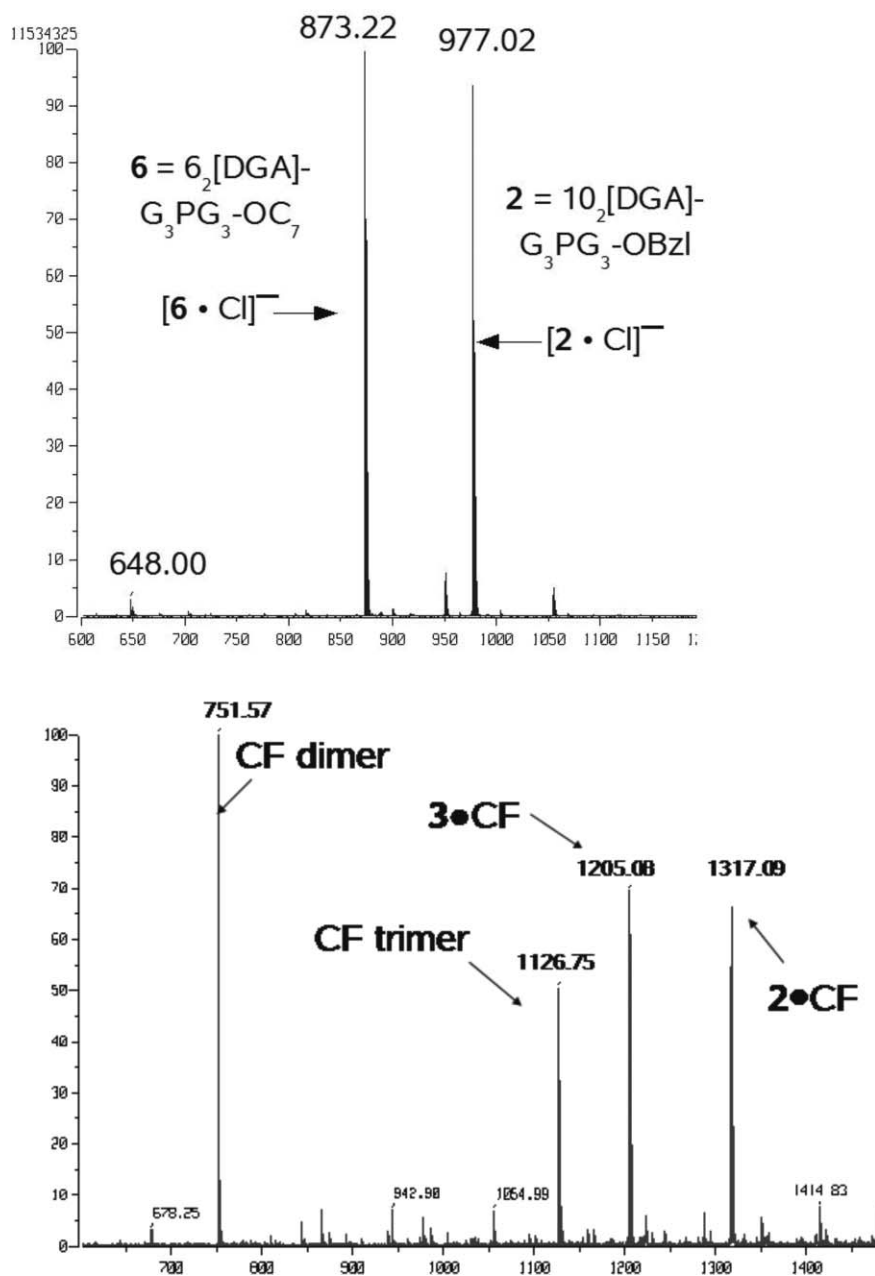 11534325
873.22
977.02
100
90
80
70
60
50
40
30
20
10
0
6 = 6₂[DGA]-
G₃PG₃-OC₇
[6 • Cl]⁻
2 = 10₂[DGA]-
G₃PG₃-OBzl
[2 • Cl]⁻
648.00
600 650 700 750 800 850 900 950 1000 1050 1100 1150
751.57
100
90
80
70
60
50
40
30
20
10
0
CF dimer
3•CF
1205.08
1317.09
CF trimer
1126.75
2•CF
678.25
942.90
1054.99
1414 83
700 800 900 1000 1100 1200 1300 1400